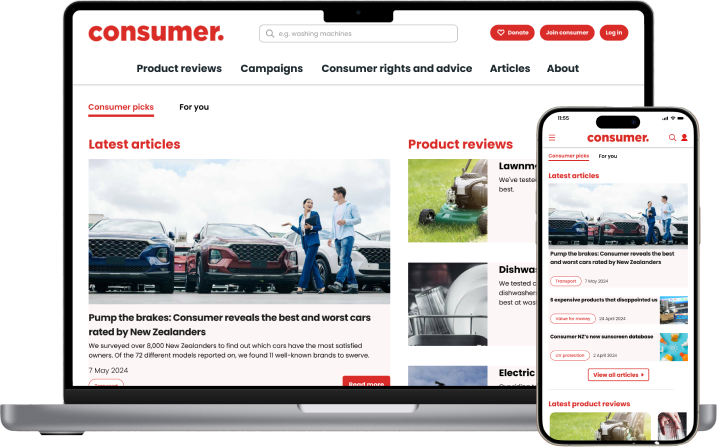 consumer.
e.g. washing machines
Donate
Join consumer
Log in
Product reviews
Campaigns
Consumer rights and advice
Articles
About
Consumer picks
For you
Latest articles
Pump the brakes: Consumer reveals the best and worst cars
rated by New Zealanders
We surveyed over 8,000 New Zealanders to find out which cars have the most satisfied
owners. Of the 72 different models reported on, we found 11 well-known brands to swerve.
7 May 2024
Read more
Product reviews
We've teste
best.
We tested
dishwasher
best at was
Electric
11:55
consumer.
Consumer picks
For you
Latest articles
Pump the brakes: Consumer reveals the best
and worst cars rated by New Zealanders
Transport
7 May 2024
5 expensive products that disappointed us
Value for money
24 April 2024
Consumer NZ's new sunscreen database
UV protection
2 April 2024
View all articles
Latest product reviews